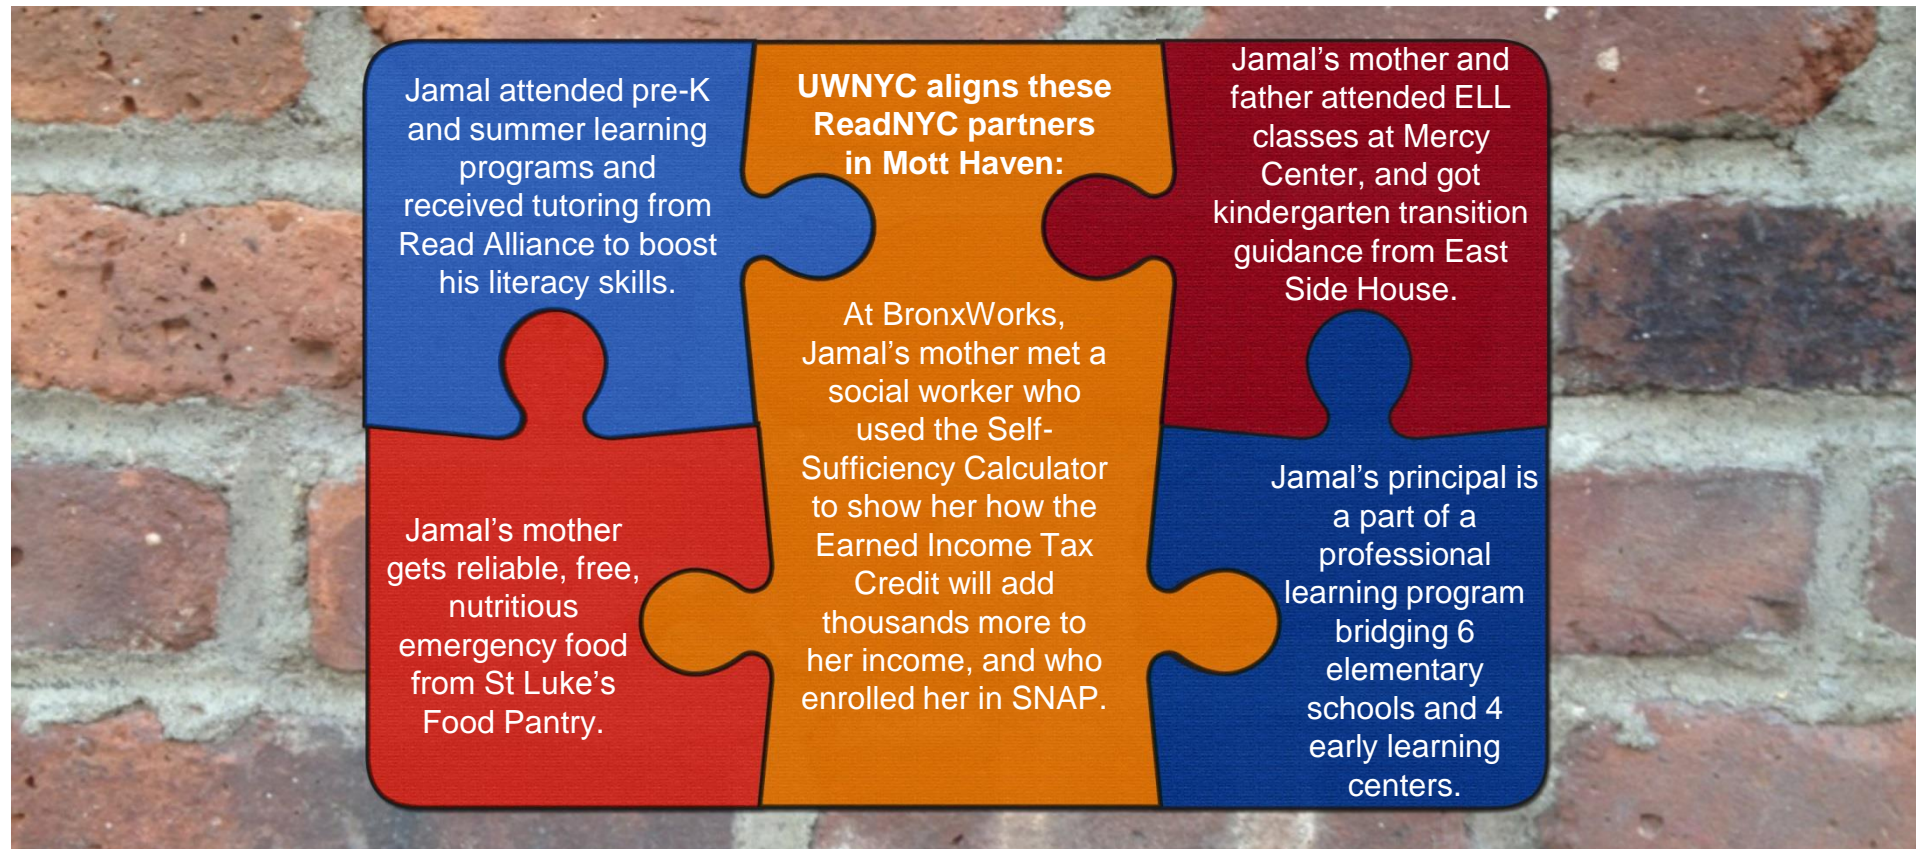 Jamal attended pre-K
and summer learning
programs and
received tutoring from
Read Alliance to boost
his literacy skills.
UWNYC aligns these
ReadNYC partners
in Mott Haven:
At BronxWorks,
Jamal’s mother met a
social worker who
used the Self-
Sufficiency Calculator
to show her how the
Earned Income Tax
Credit will add
thousands more to
her income, and who
enrolled her in SNAP.
Jamal’s mother and
father attended ELL
classes at Mercy
Center, and got
kindergarten transition
guidance from East
Side House.
Jamal’s mother
gets reliable, free,
nutritious
emergency food
from St Luke’s
Food Pantry.
Jamal’s principal is
a part of a
professional
learning program
bridging 6
elementary
schools and 4
early learning
centers.